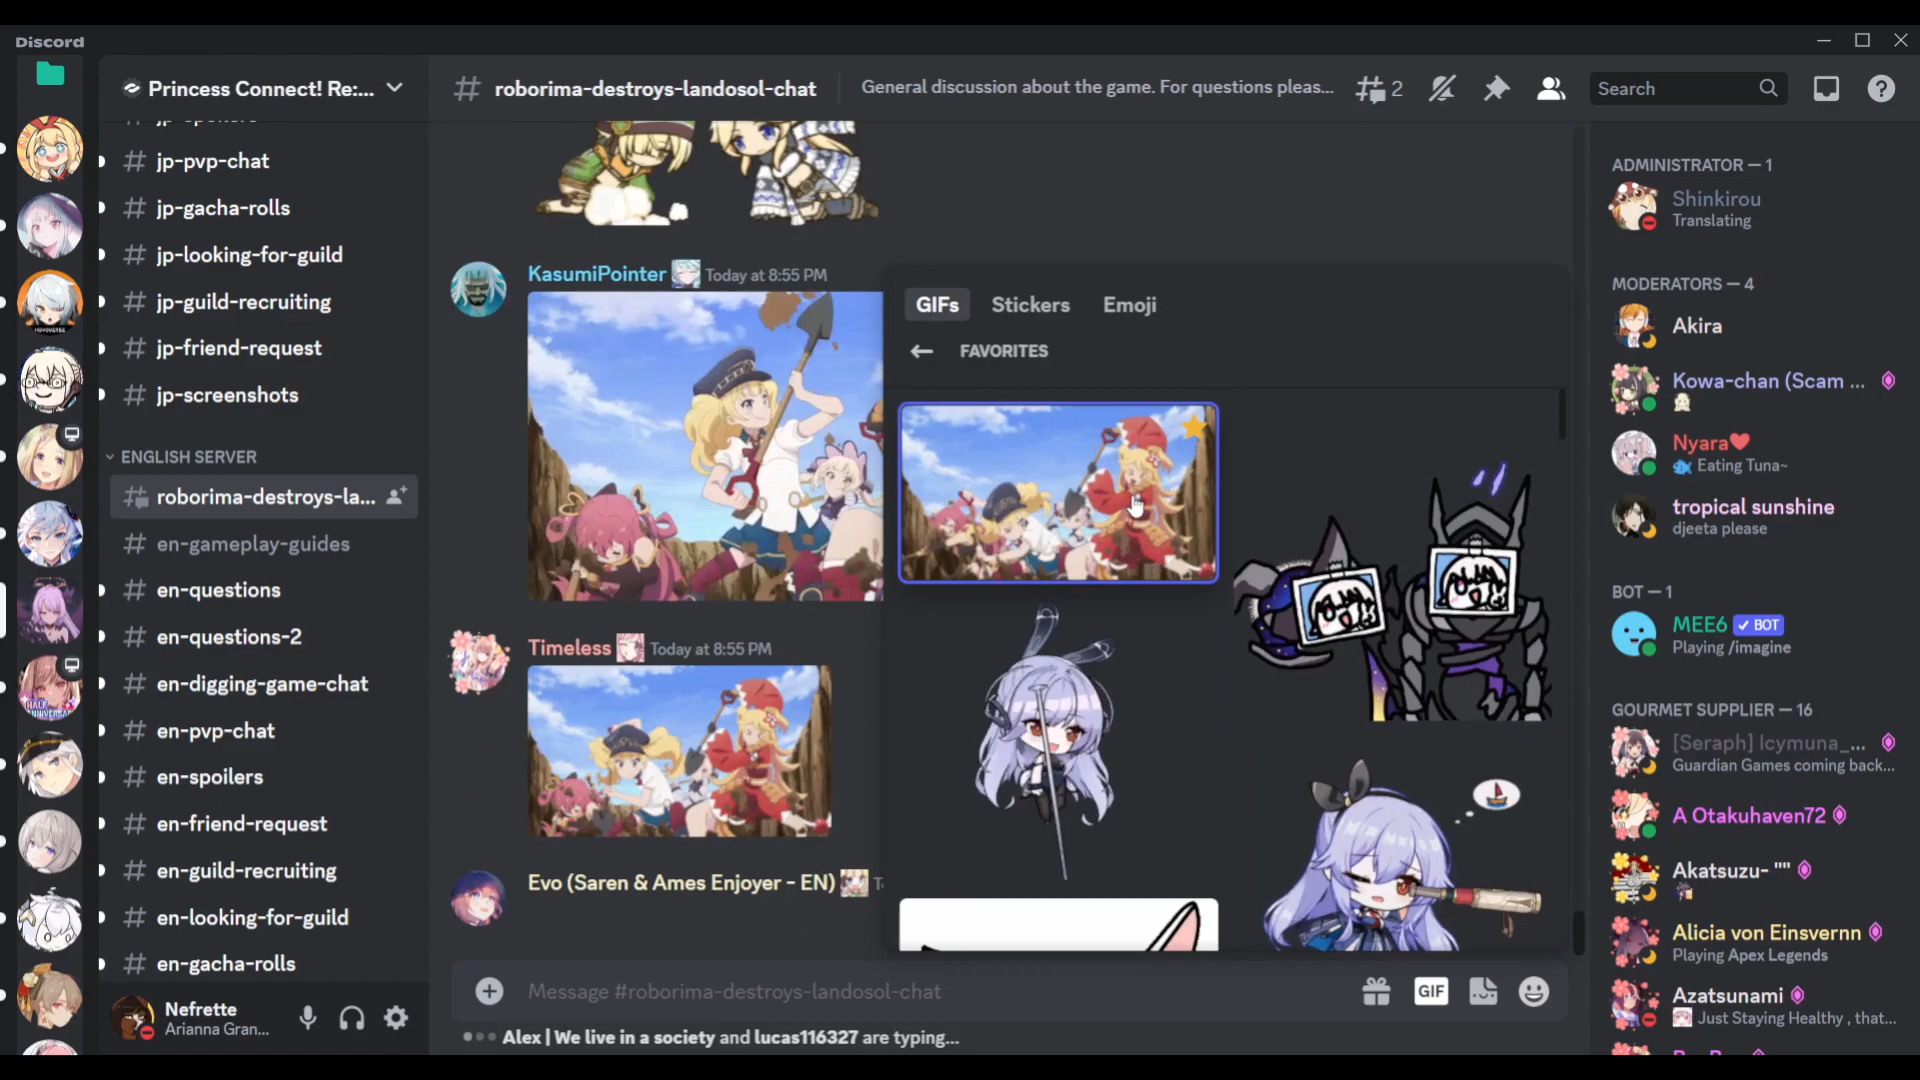 Discord
Princess Connect! Re:...
jp-pvp-chat
jp-gacha-rolls
jp-looking-for-guild
jp-guild-recruiting
jp-friend-request
jp-screenshots
ENGLISH SERVER
roborima-destroys-la...
en-gameplay-guides
en-questions
en-questions-2
en-digging-game-chat
en-pvp-chat
en-spoilers
en-friend-request
en-guild-recruiting
en-looking-for-guild
en-gacha-rolls
Nefrette
Arianna Gran...
# roborima-destroys-landosol-chat
General discussion about the game. For questions pleas...
2
Search
KasumiPointer Today at 8:55 PM
Timeless Today at 8:55 PM
Evo (Saren & Ames Enjoyer - EN)
GIFs Stickers Emoji
FAVORITES
Message #roborima-destroys-landosol-chat
GIF
Alex | We live in a society and lucas116327 are typing...
ADMINISTRATOR — 1
Shinkirou
Translating
MODERATORS — 4
Akira
Kowa-chan (Scam ...
Nyara
Eating Tuna~
tropical sunshine
djeeta please
BOT — 1
MEE6 ✓ BOT
Playing /imagine
GOURMET SUPPLIER — 16
[Seraph] Icymuna_...
Guardian Games coming back...
A Otakuhaven72
Akatsuzu- ""
Alicia von Einsvernn
Playing Apex Legends
Azatsunami
Just Staying Healthy , that...